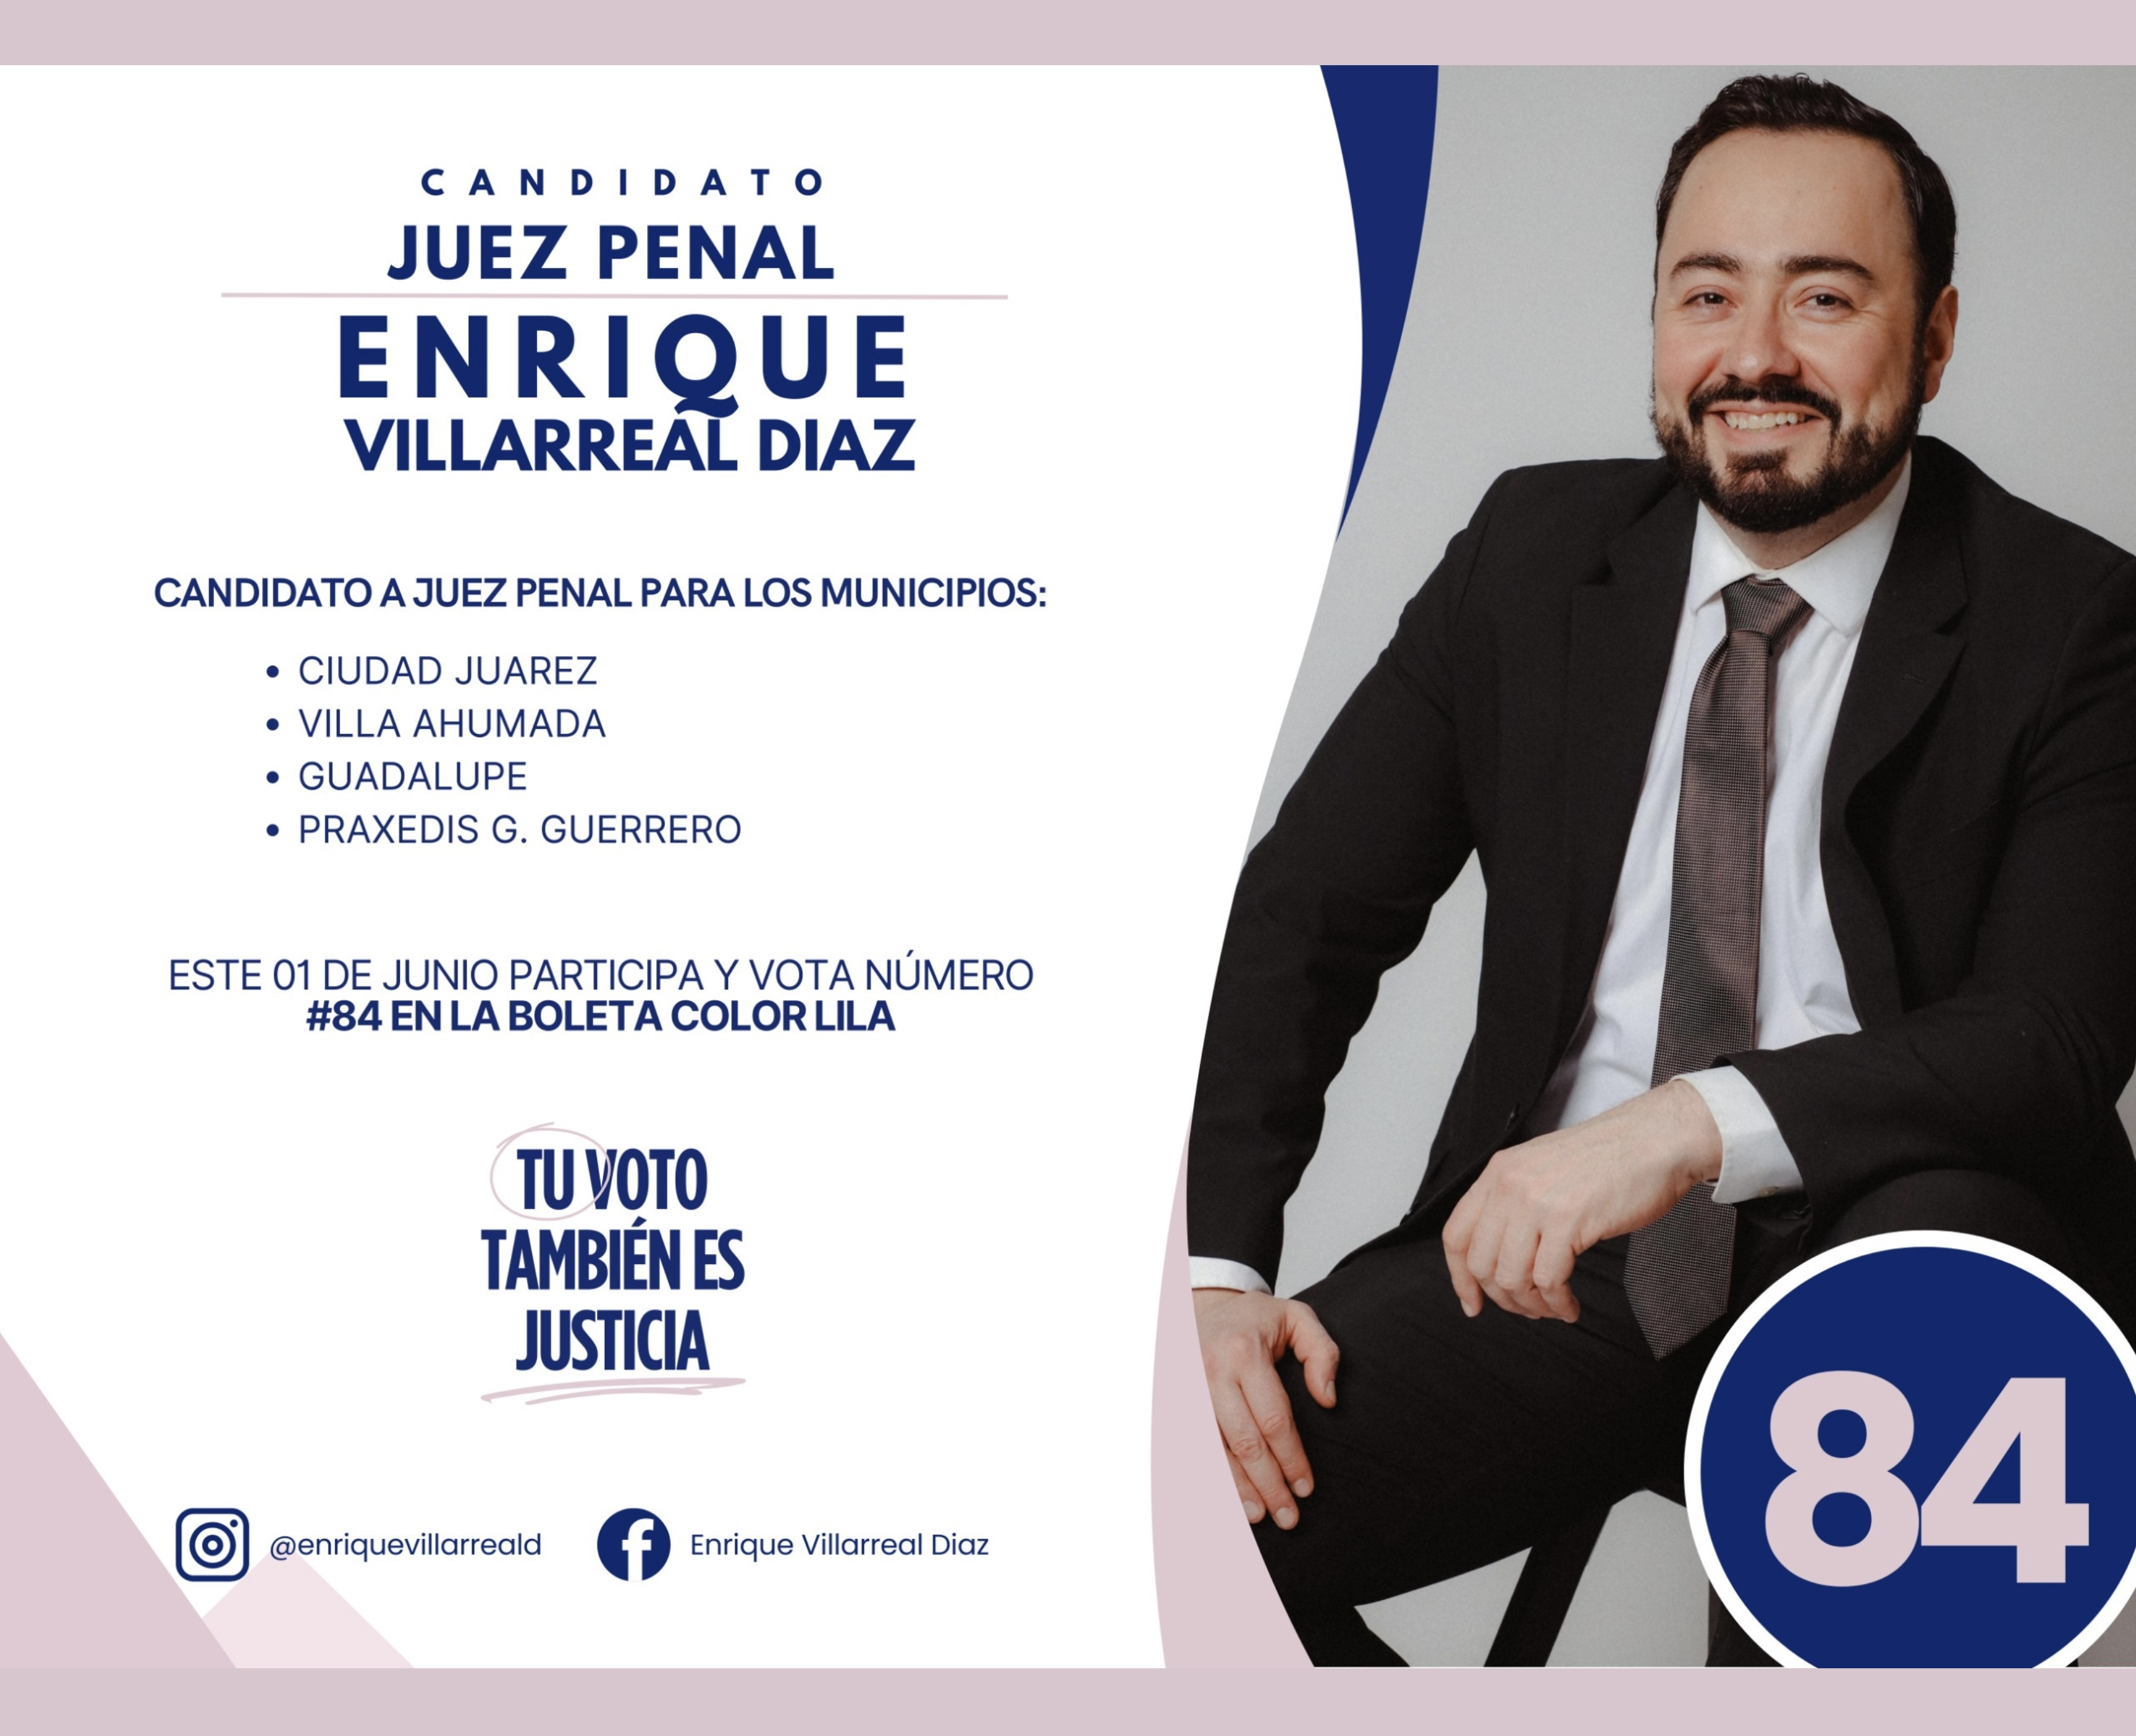 CANDIDATO
JUEZ PENAL
ENRIQUE
VILLARREAL DIAZ
CANDIDATO A JUEZ PENAL PARA LOS MUNICIPIOS:
• CIUDAD JUAREZ
• VILLA AHUMADA
• GUADALUPE
• PRAXEDIS G. GUERRERO
ESTE 01 DE JUNIO PARTICIPA Y VOTA NÚMERO
#84 EN LA BOLETA COLOR LILA
TU VOTO
TAMBIÉN ES
JUSTICIA
@enriquevillarreald
Enrique Villarreal Diaz
84